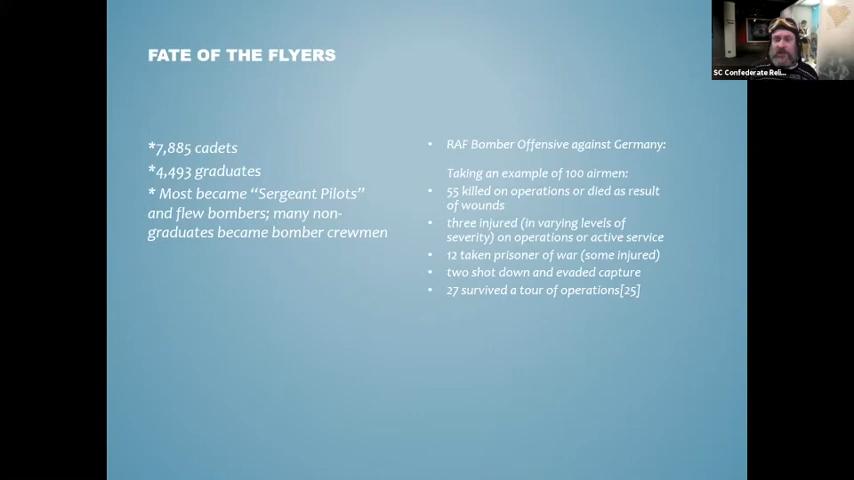 FATE OF THE FLYERS
*7,885 cadets
*4,493 graduates
* Most became “Sergeant Pilots”
and flew bombers; many non-
graduates became bomber crewmen
• RAF Bomber Offensive against Germany:
Taking an example of 100 airmen:
• 55 killed on operations or died as result
of wounds
• three injured (in varying levels of
severity) on operations or active service
• 12 taken prisoner of war (some injured)
• two shot down and evaded capture
• 27 survived a tour of operations[25]
SC Confederate Reli...